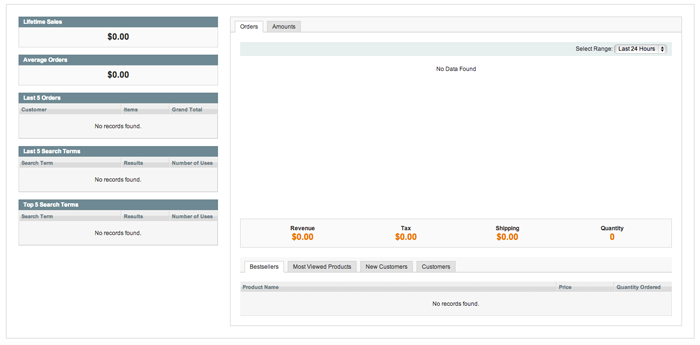 Lifetime Sales
$0.00
Average Orders
$0.00
Last 5 Orders
Customer Items Grand Total
No records found.
Last 5 Search Terms
Search Term Results Number of Uses
No records found.
Top 5 Search Terms
Search Term Results Number of Uses
No records found.
Orders Amounts
Select Range: Last 24 Hours
No Data Found
Revenue Tax Shipping Quantity
$0.00 $0.00 $0.00 0
Bestsellers Most Viewed Products New Customers Customers
Product Name Price Quantity Ordered
No records found.